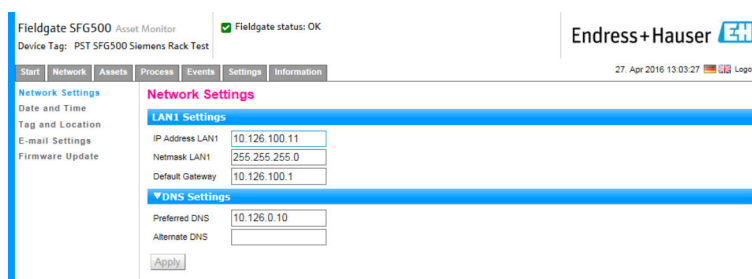 Fieldgate SFG500 Asset Monitor
Fieldgate status: OK
Device Tag: PST SFG500 Siemens Rack Test
Endress+Hauser EH
Start Network Assets Process Events Settings Information
27. Apr 2016 13:03:27 Logo
Network Settings
Date and Time
Tag and Location
E-mail Settings
Firmware Update
Network Settings
LAN1 Settings
IP Address LAN1 10.126.100.11
Netmask LAN1 255.255.255.0
Default Gateway 10.126.100.1
▼DNS Settings
Preferred DNS 10.126.0.10
Alternate DNS
Apply